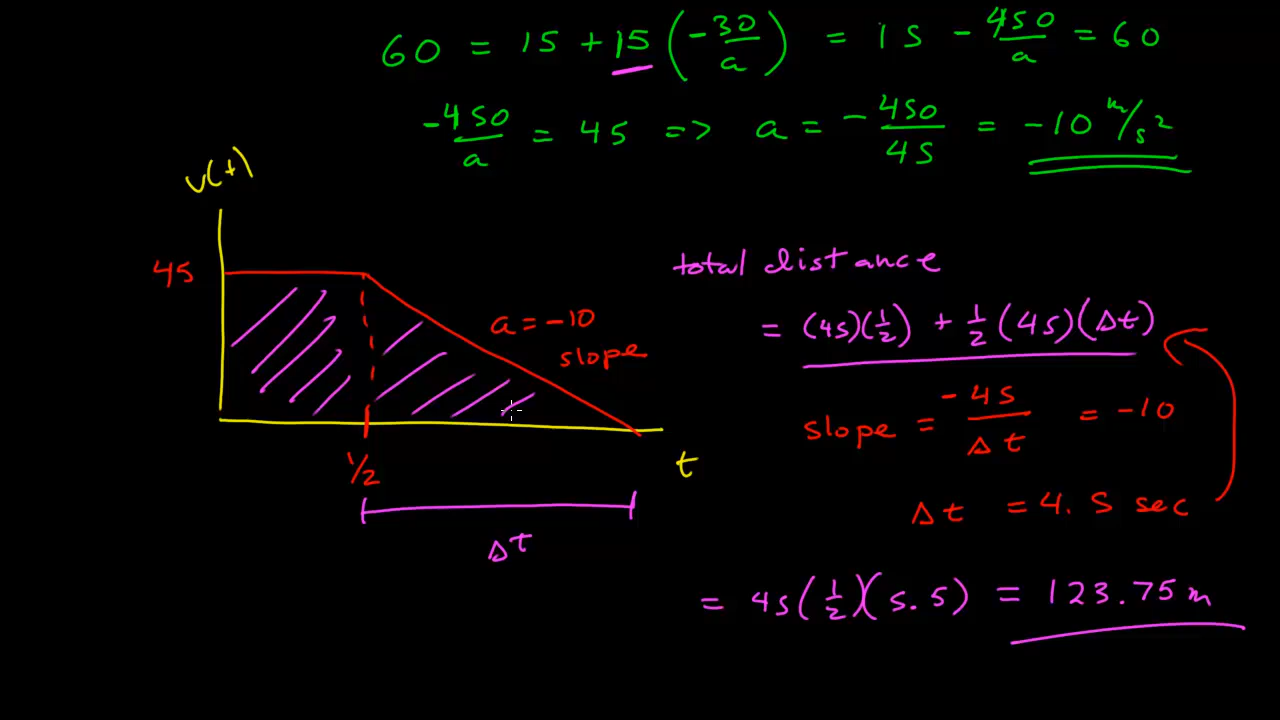 60 = 15 + 15 (-30/a) = 15 - 450/a = 60
-450/a = 45 => a = -450/45 = -10 m/s²
v(t)
45
a = -10
slope
1/2
t
Δt
total distance
= (45)(1/2) + 1/2 (45)(Δt)
slope = -45/Δt = -10
Δt = 4.5 sec
= 45(1/2)(5.5) = 123.75 m